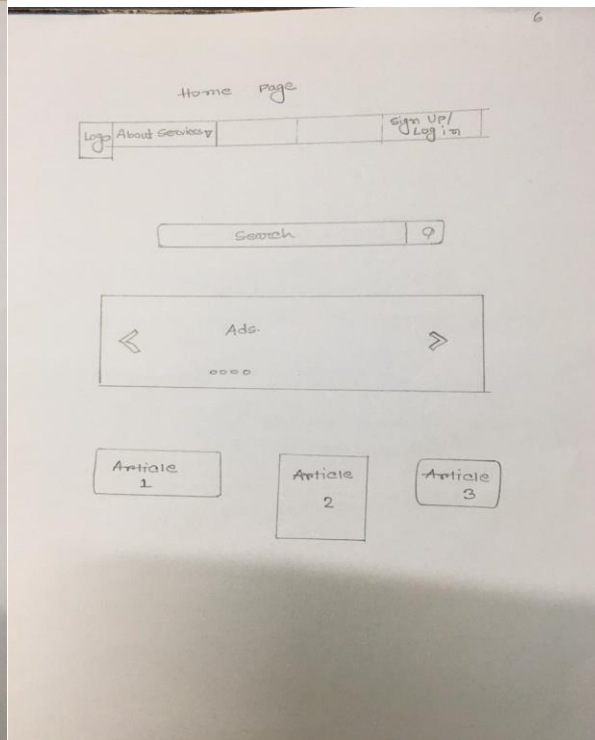 6
Home Page
Logo About Services Sign Up/
Log in
Search
Ads.
Article
1
Article
2
Article
3